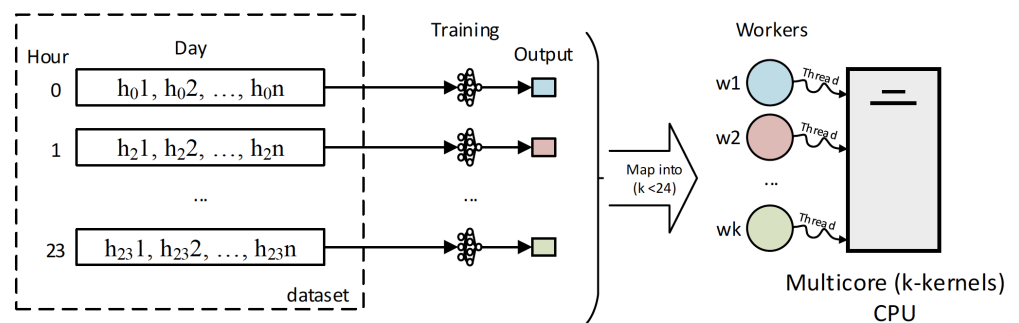 Hour
Day
Training
Output
0
h₀1, h₀2, …, h₀n
1
h₂1, h₂2, …, h₂n
...
...
23
h₂₃1, h₂₃2, …, h₂₃n
dataset
Map into
(k <24)
Workers
w1
Thread
w2
Thread
...
wk
Thread
Multicore (k-kernels)
CPU